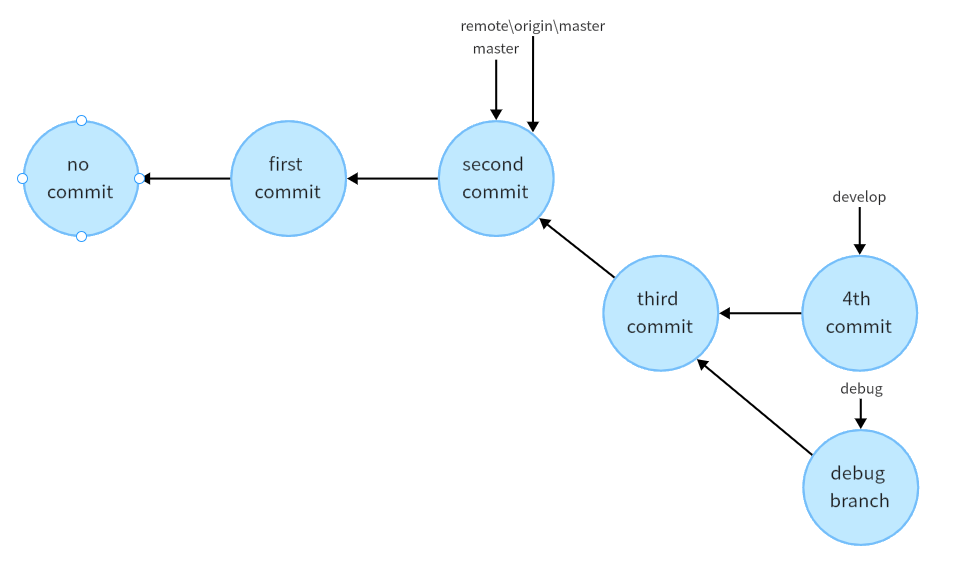 remote\origin\master
master
no
commit
first
commit
second
commit
develop
third
commit
4th
commit
debug
debug
branch